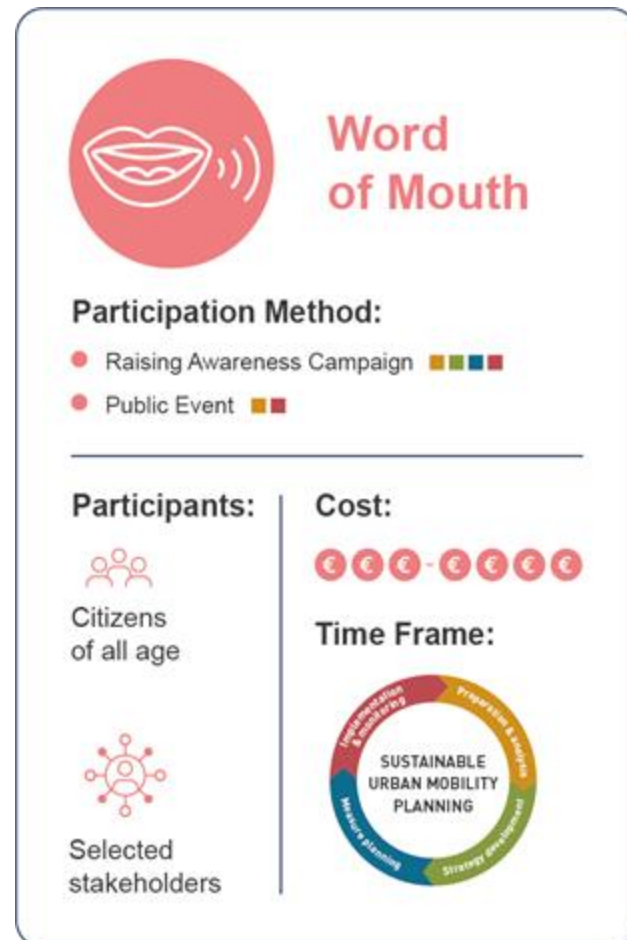 Word
of Mouth
Participation Method:
Raising Awareness Campaign
Public Event
Participants:
Citizens
of all age
Selected
stakeholders
Cost:
€ € € - € € € €
Time Frame:
Implementation
& monitoring
Preparation & analysis
SUSTAINABLE
URBAN MOBILITY
PLANNING
Measure planning
Strategy development